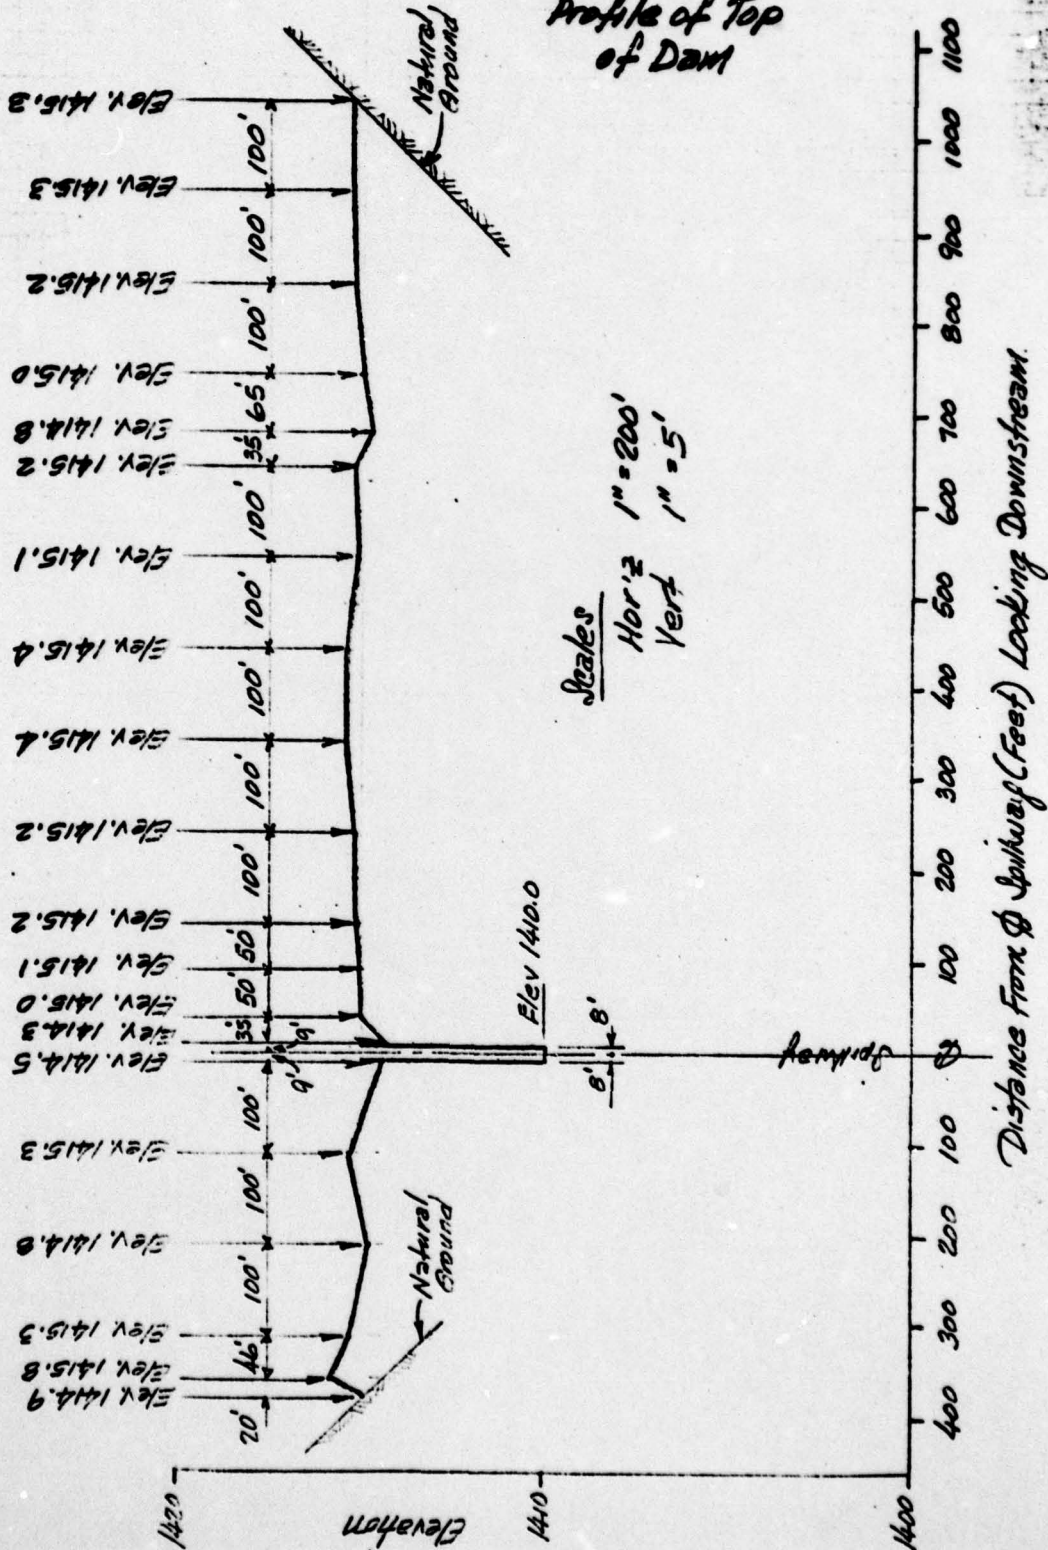 Profile of Top
of Dam
Elev. 1414.9
Elev. 1415.8
Elev. 1415.3
Elev. 1414.8
Elev. 1415.3
Elev. 1414.5
Elev. 1414.3
Elev. 1415.0
Elev. 1415.1
Elev. 1415.2
Elev. 1415.2
Elev. 1415.4
Elev. 1415.4
Elev. 1415.1
Elev. 1415.2
Elev. 1414.8
Elev. 1415.0
Elev. 1415.2
Elev. 1415.3
Elev. 1415.3
20'
46'
100'
100'
100'
9'
9'
35'
50'
50'
100'
100'
100'
100'
100'
35'
65'
100'
100'
100'
Natural
Ground
Natural
Ground
Elev 1410.0
Scales
Hor'z 1" = 200'
Vert 1" = 5'
8'
8'
Spillway
Elevation
1420
1410
1400
400
300
200
100
℄
100
200
300
400
500
600
700
800
900
1000
1100
Distance From ℄ Spillway (Feet) Looking Downstream.